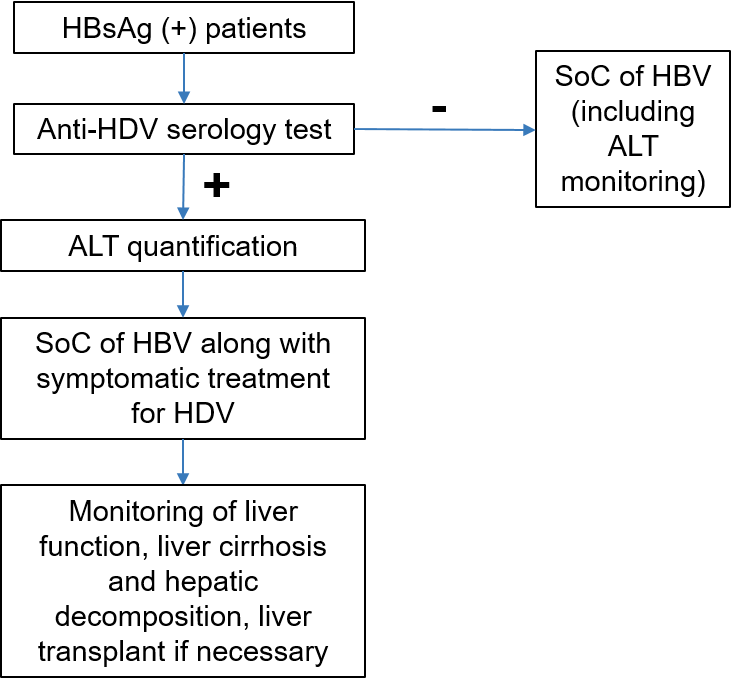 HBsAg (+) patients
Anti-HDV serology test
-
SoC of HBV
(including
ALT
monitoring)
+
ALT quantification
SoC of HBV along with
symptomatic treatment
for HDV
Monitoring of liver
function, liver cirrhosis
and hepatic
decomposition, liver
transplant if necessary